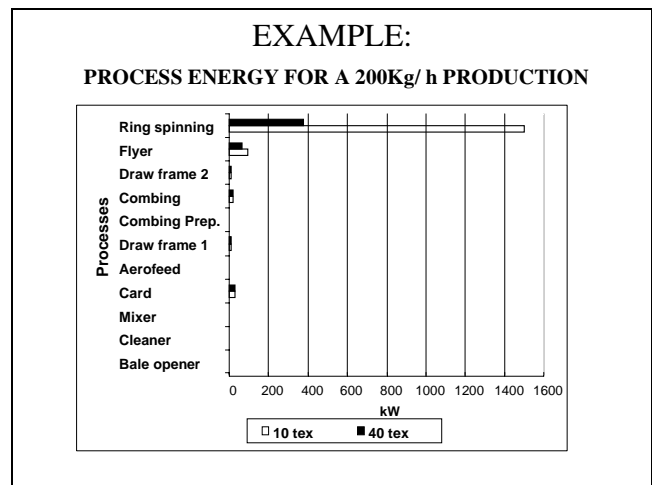 EXAMPLE:
PROCESS ENERGY FOR A 200Kg/ h PRODUCTION
Processes
Ring spinning
Flyer
Draw frame 2
Combing
Combing Prep.
Draw frame 1
Aerofeed
Card
Mixer
Cleaner
Bale opener
0 200 400 600 800 1000 1200 1400 1600
kW
10 tex 40 tex